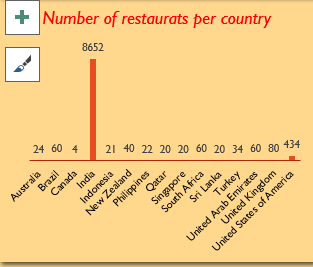 Number of restaurats per country
8652
24 60 4 21 40 22 20 20 60 20 34 60 80 434
Australia
Brazil
Canada
India
Indonesia
New Zealand
Philippines
Qatar
Singapore
South Africa
Sri Lanka
Turkey
United Arab Emirates
United Kingdom
United States of America